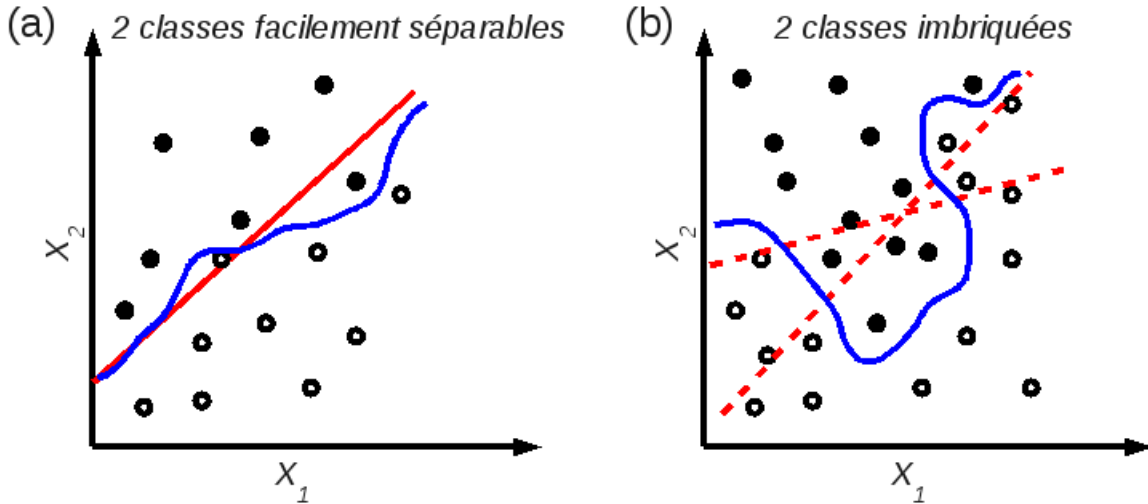 (a) 2 classes facilement séparables
X2
X1
(b) 2 classes imbriquées
X2
X1